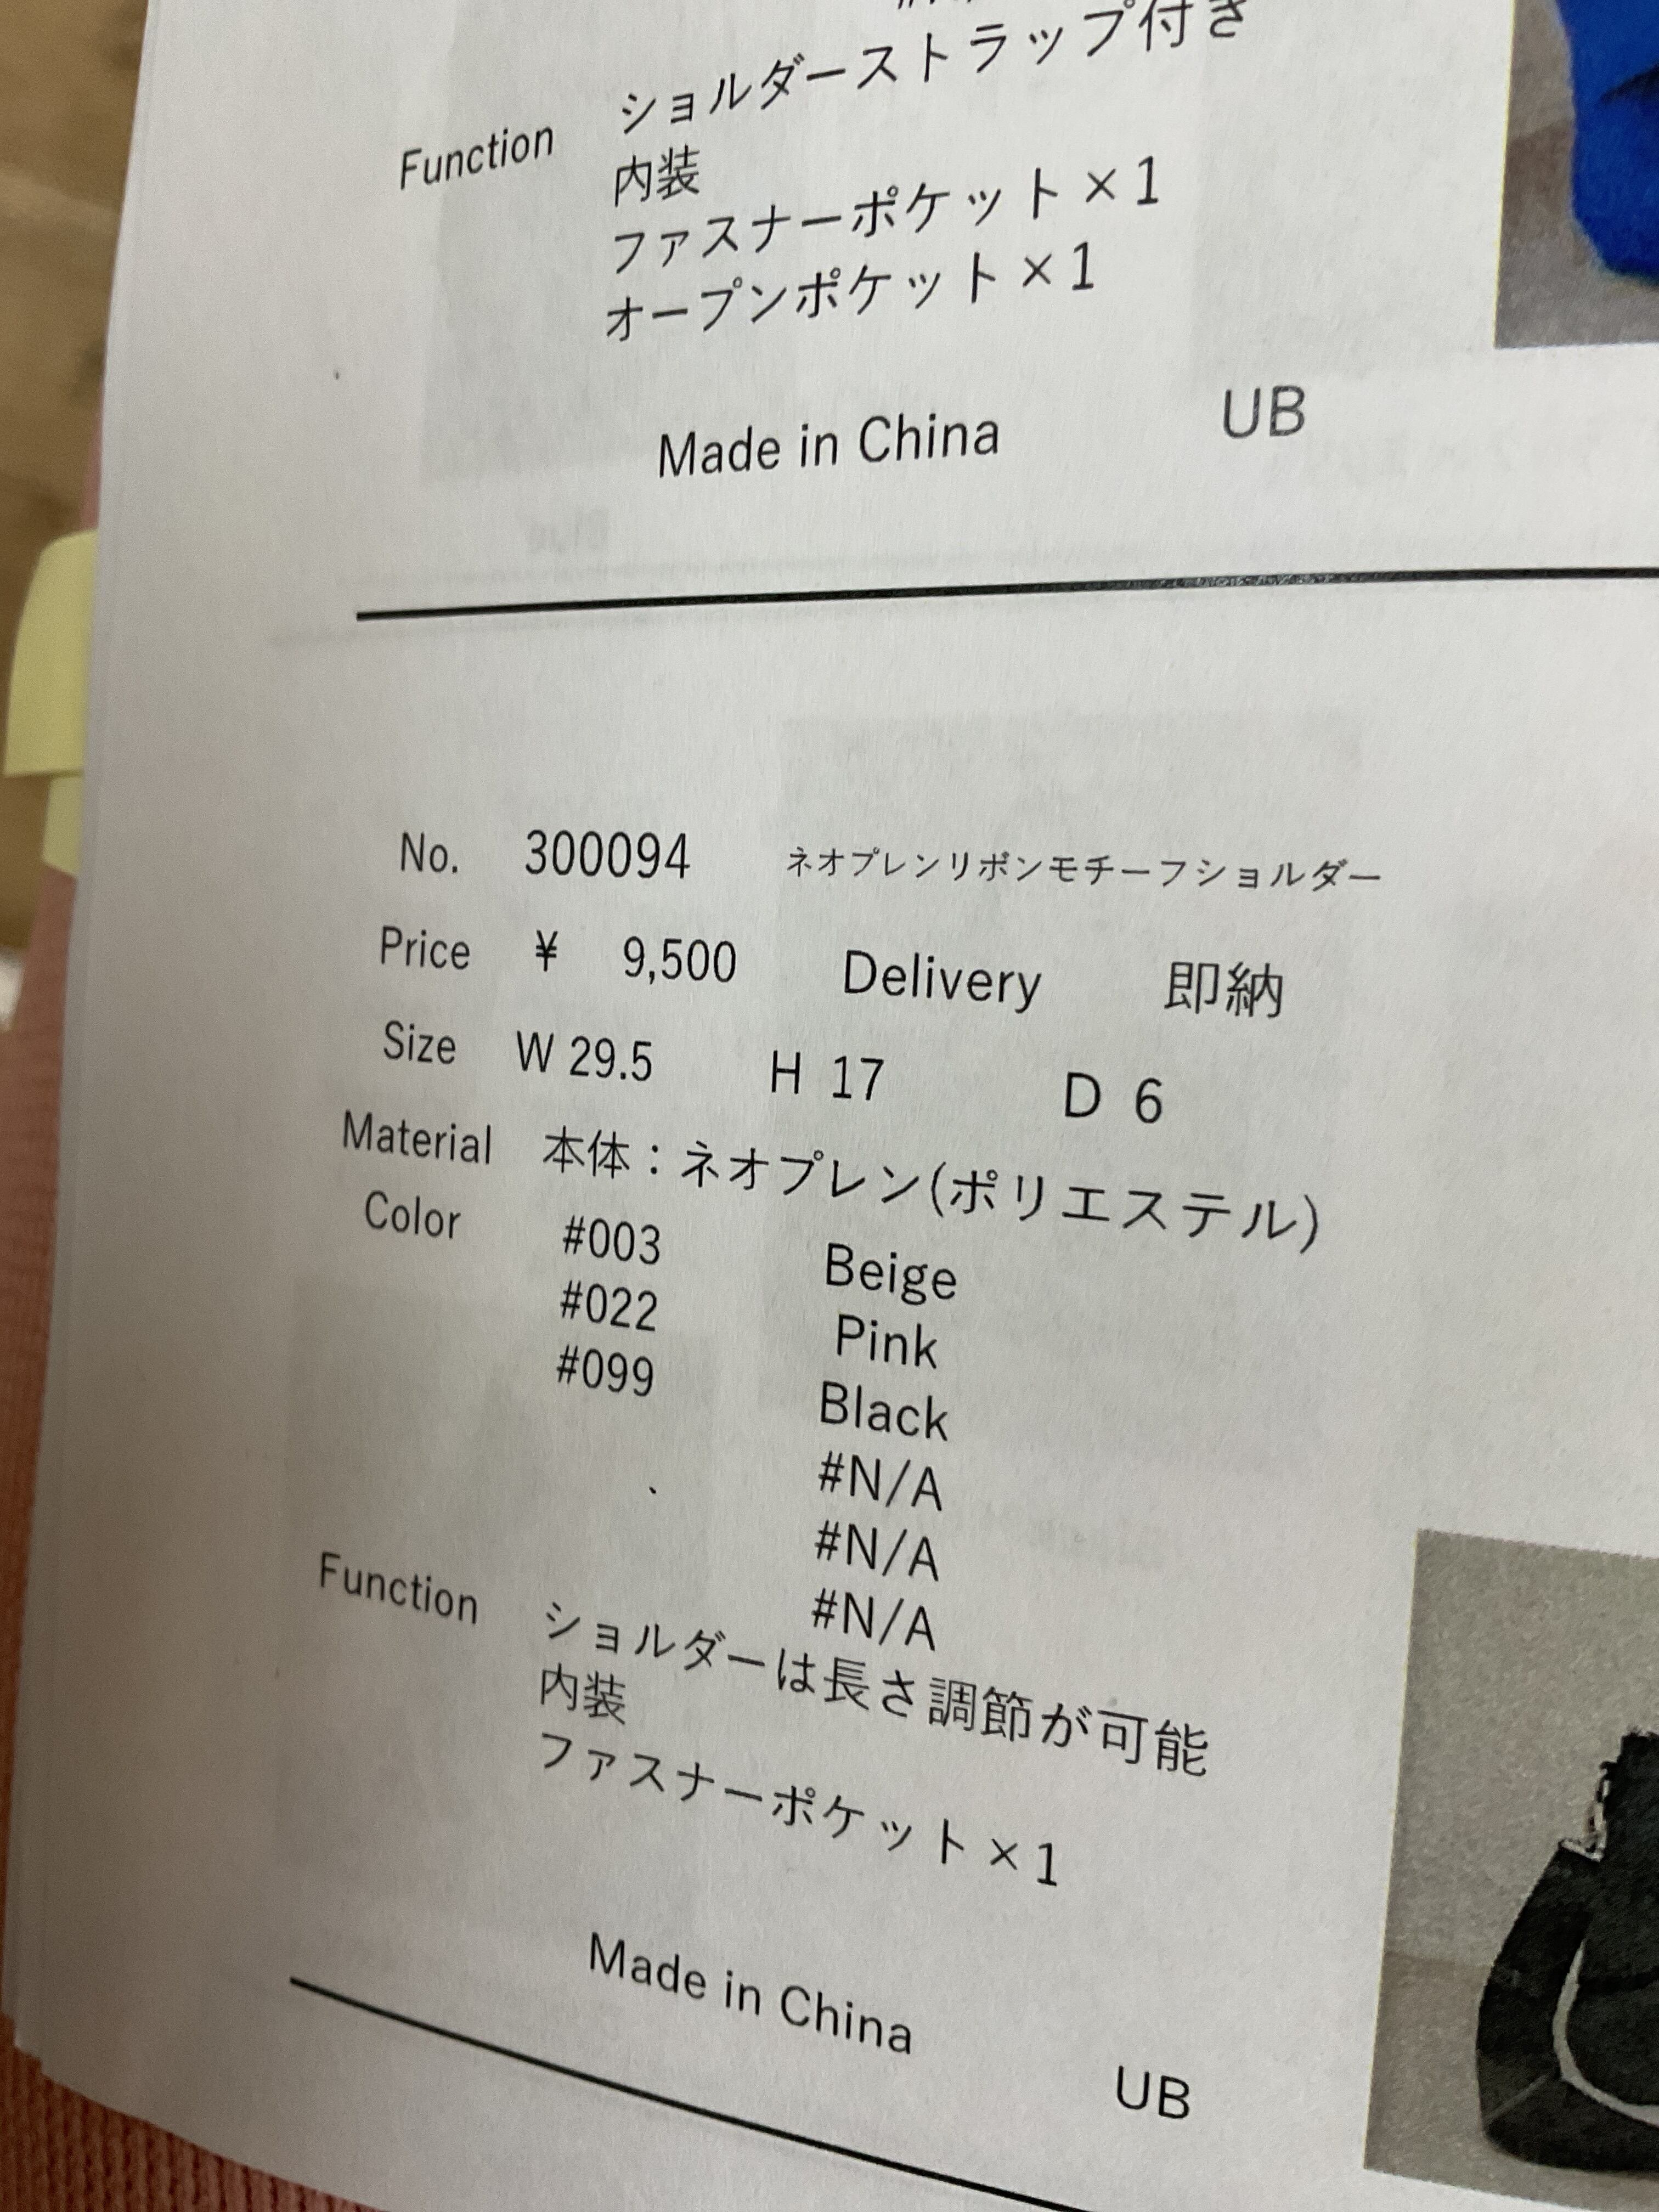 Function ショルダーストラップ付き
内装
ファスナーポケット×1
オープンポケット×1
Made in China UB
No. 300094 ネオプレンリボンモチーフショルダー
Price ¥ 9,500 Delivery 即納
Size W 29.5 H 17 D 6
Material 本体：ネオプレン(ポリエステル)
Color #003 Beige
#022 Pink
#099 Black
#N/A
#N/A
#N/A
Function ショルダーは長さ調節が可能
内装
ファスナーポケット×1
Made in China UB